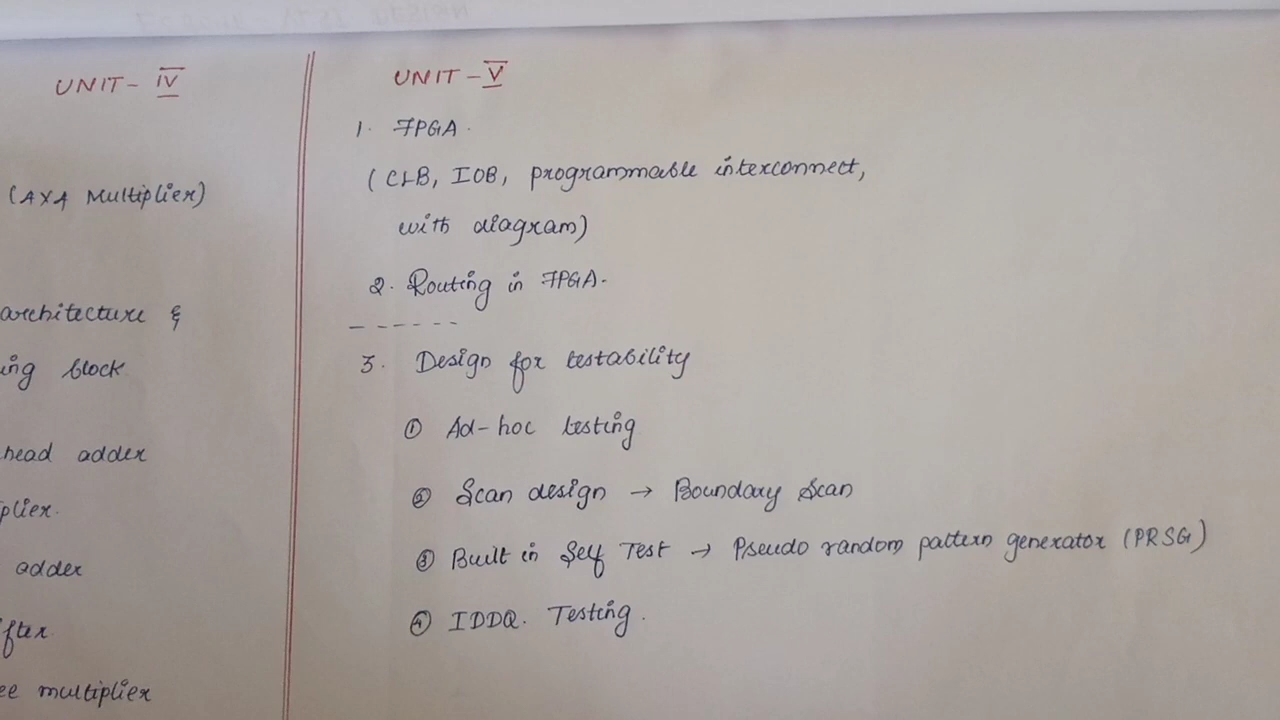 UNIT- IV
(4x4 Multiplier)
architecture &
ing block
head adder
plier.
adder
ifter
ee multiplier
UNIT - V
1. FPGA.
(CLB, IOB, programmable interconnect,
with diagram)
2. Routing in FPGA.
------
3. Design for testability
① Ad-hoc testing
② Scan design → Boundary Scan
③ Built in Self Test → Pseudo random pattern generator (PRSG)
④ IDDQ. Testing.